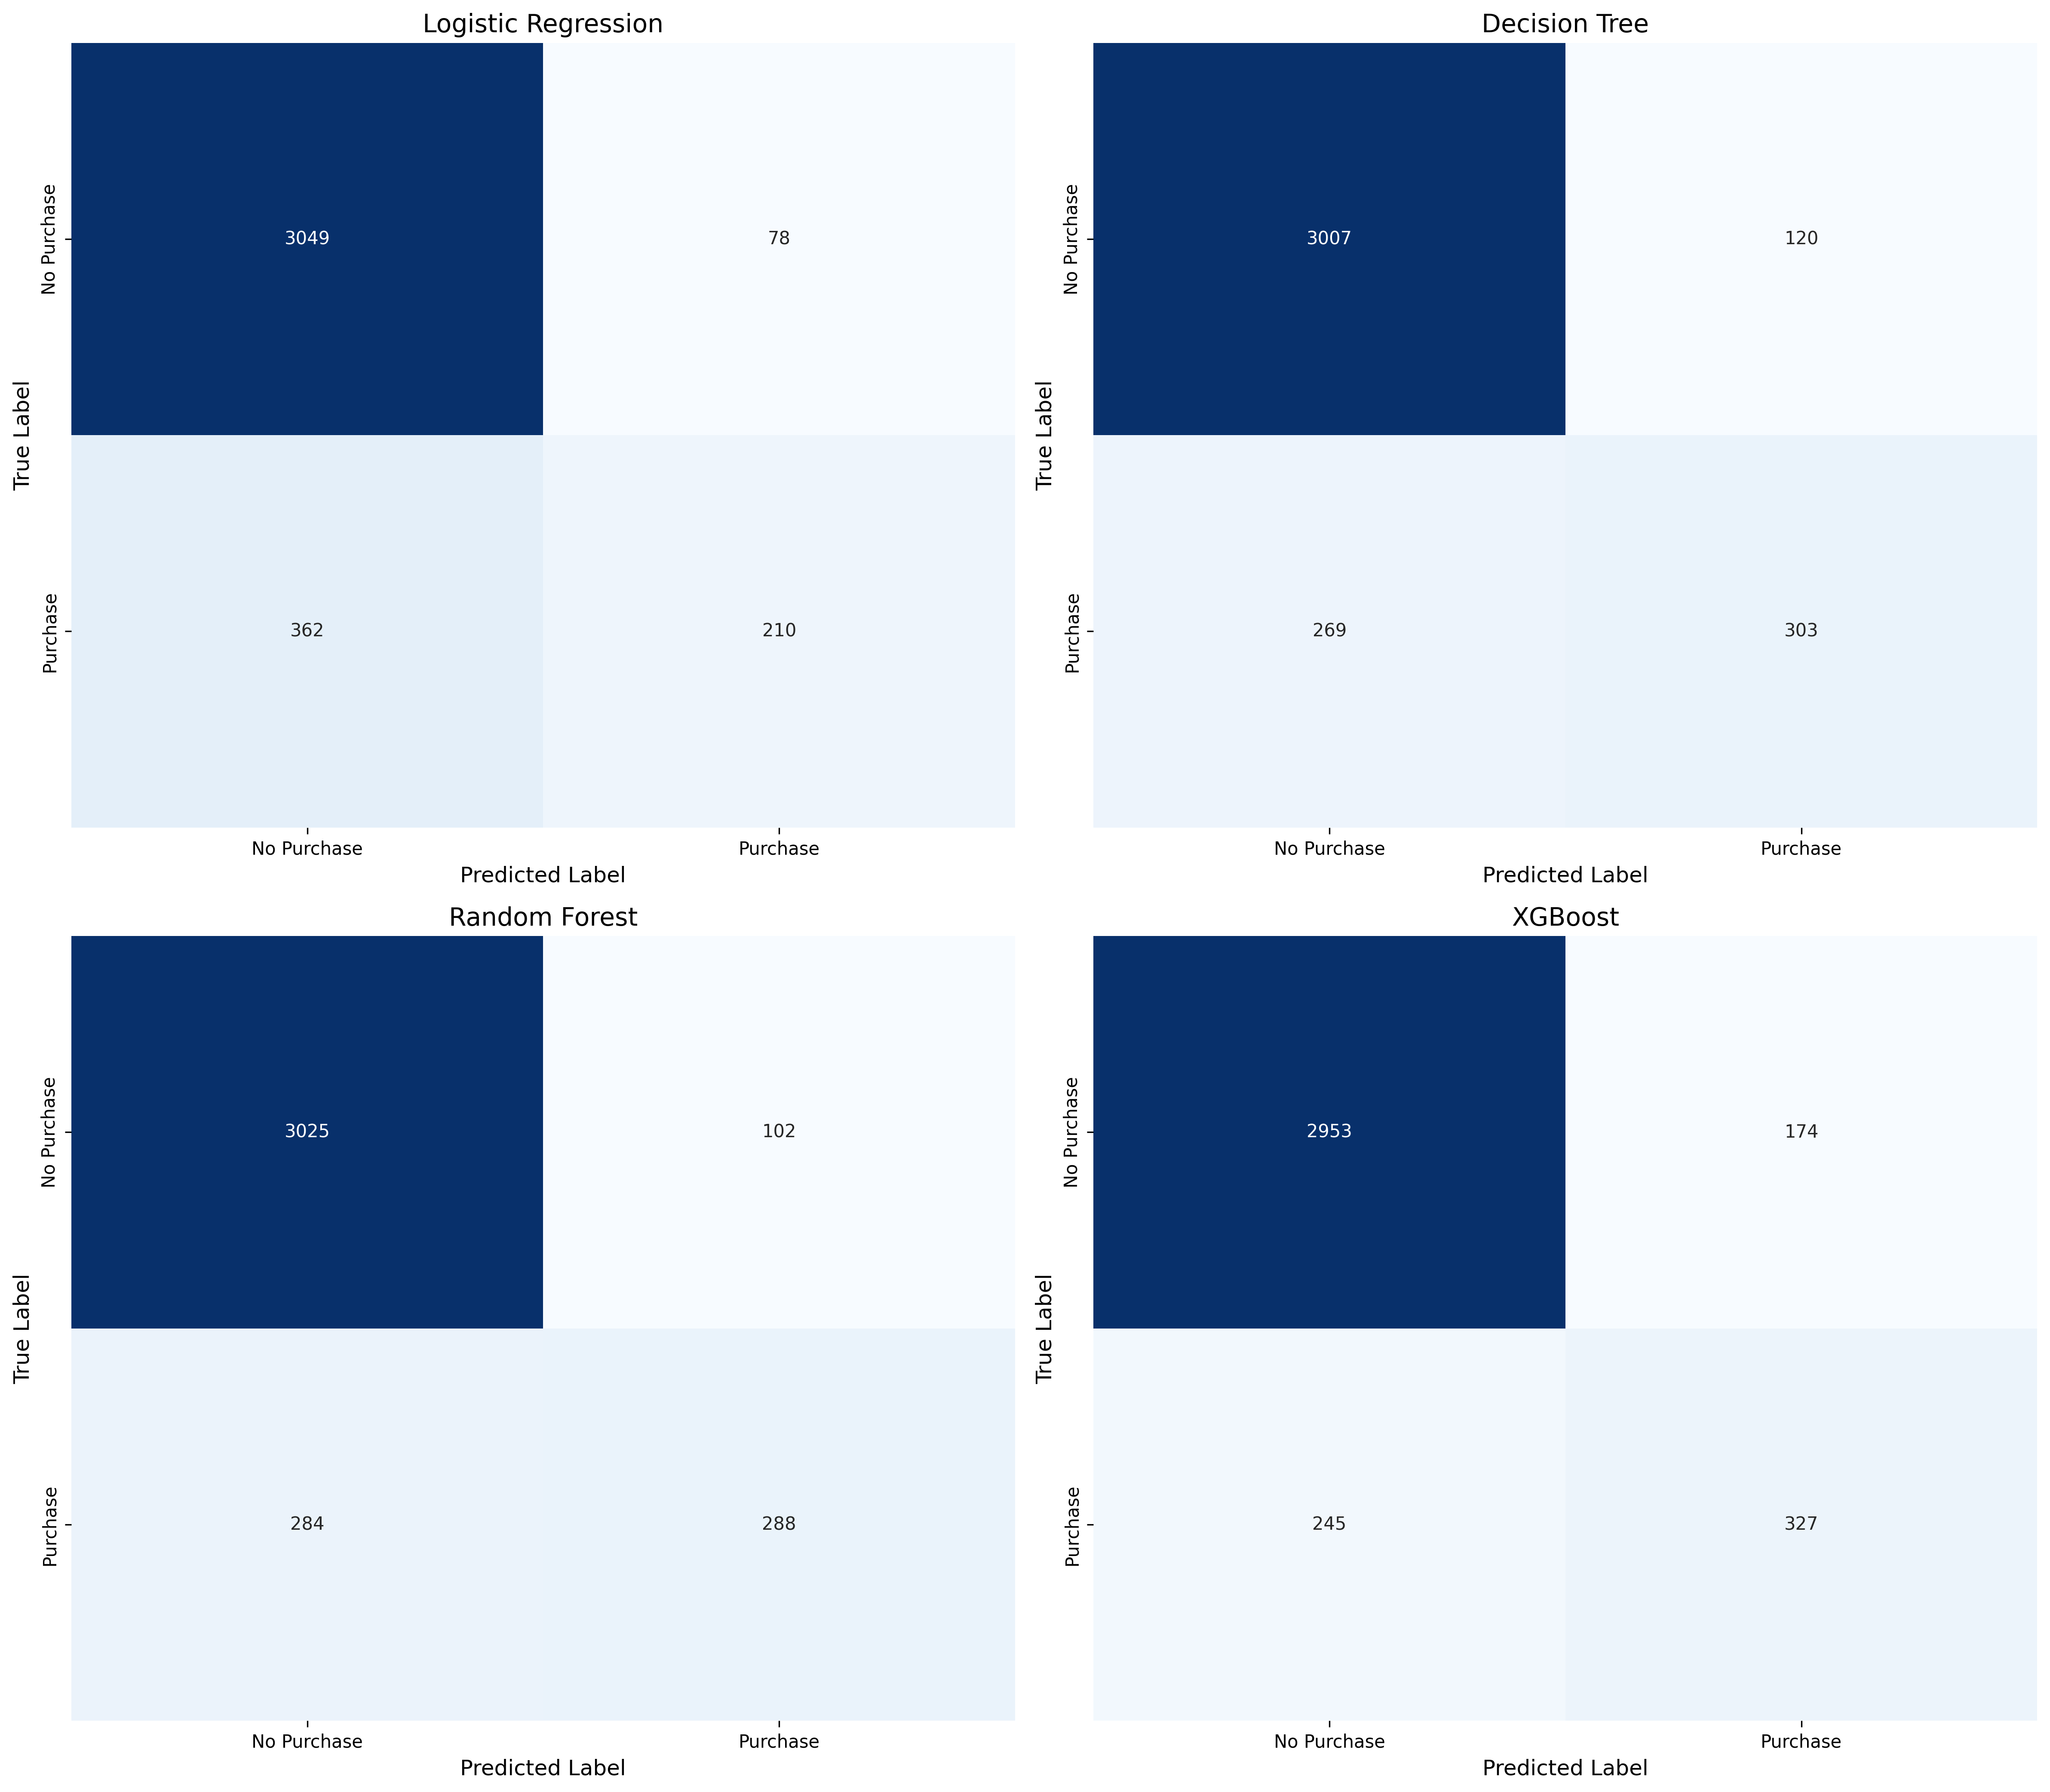 Logistic Regression
No Purchase
3049
78
True Label
Purchase
362
210
No Purchase
Purchase
Predicted Label
Decision Tree
No Purchase
3007
120
True Label
Purchase
269
303
No Purchase
Purchase
Predicted Label
Random Forest
No Purchase
3025
102
True Label
Purchase
284
288
No Purchase
Purchase
Predicted Label
XGBoost
No Purchase
2953
174
True Label
Purchase
245
327
No Purchase
Purchase
Predicted Label